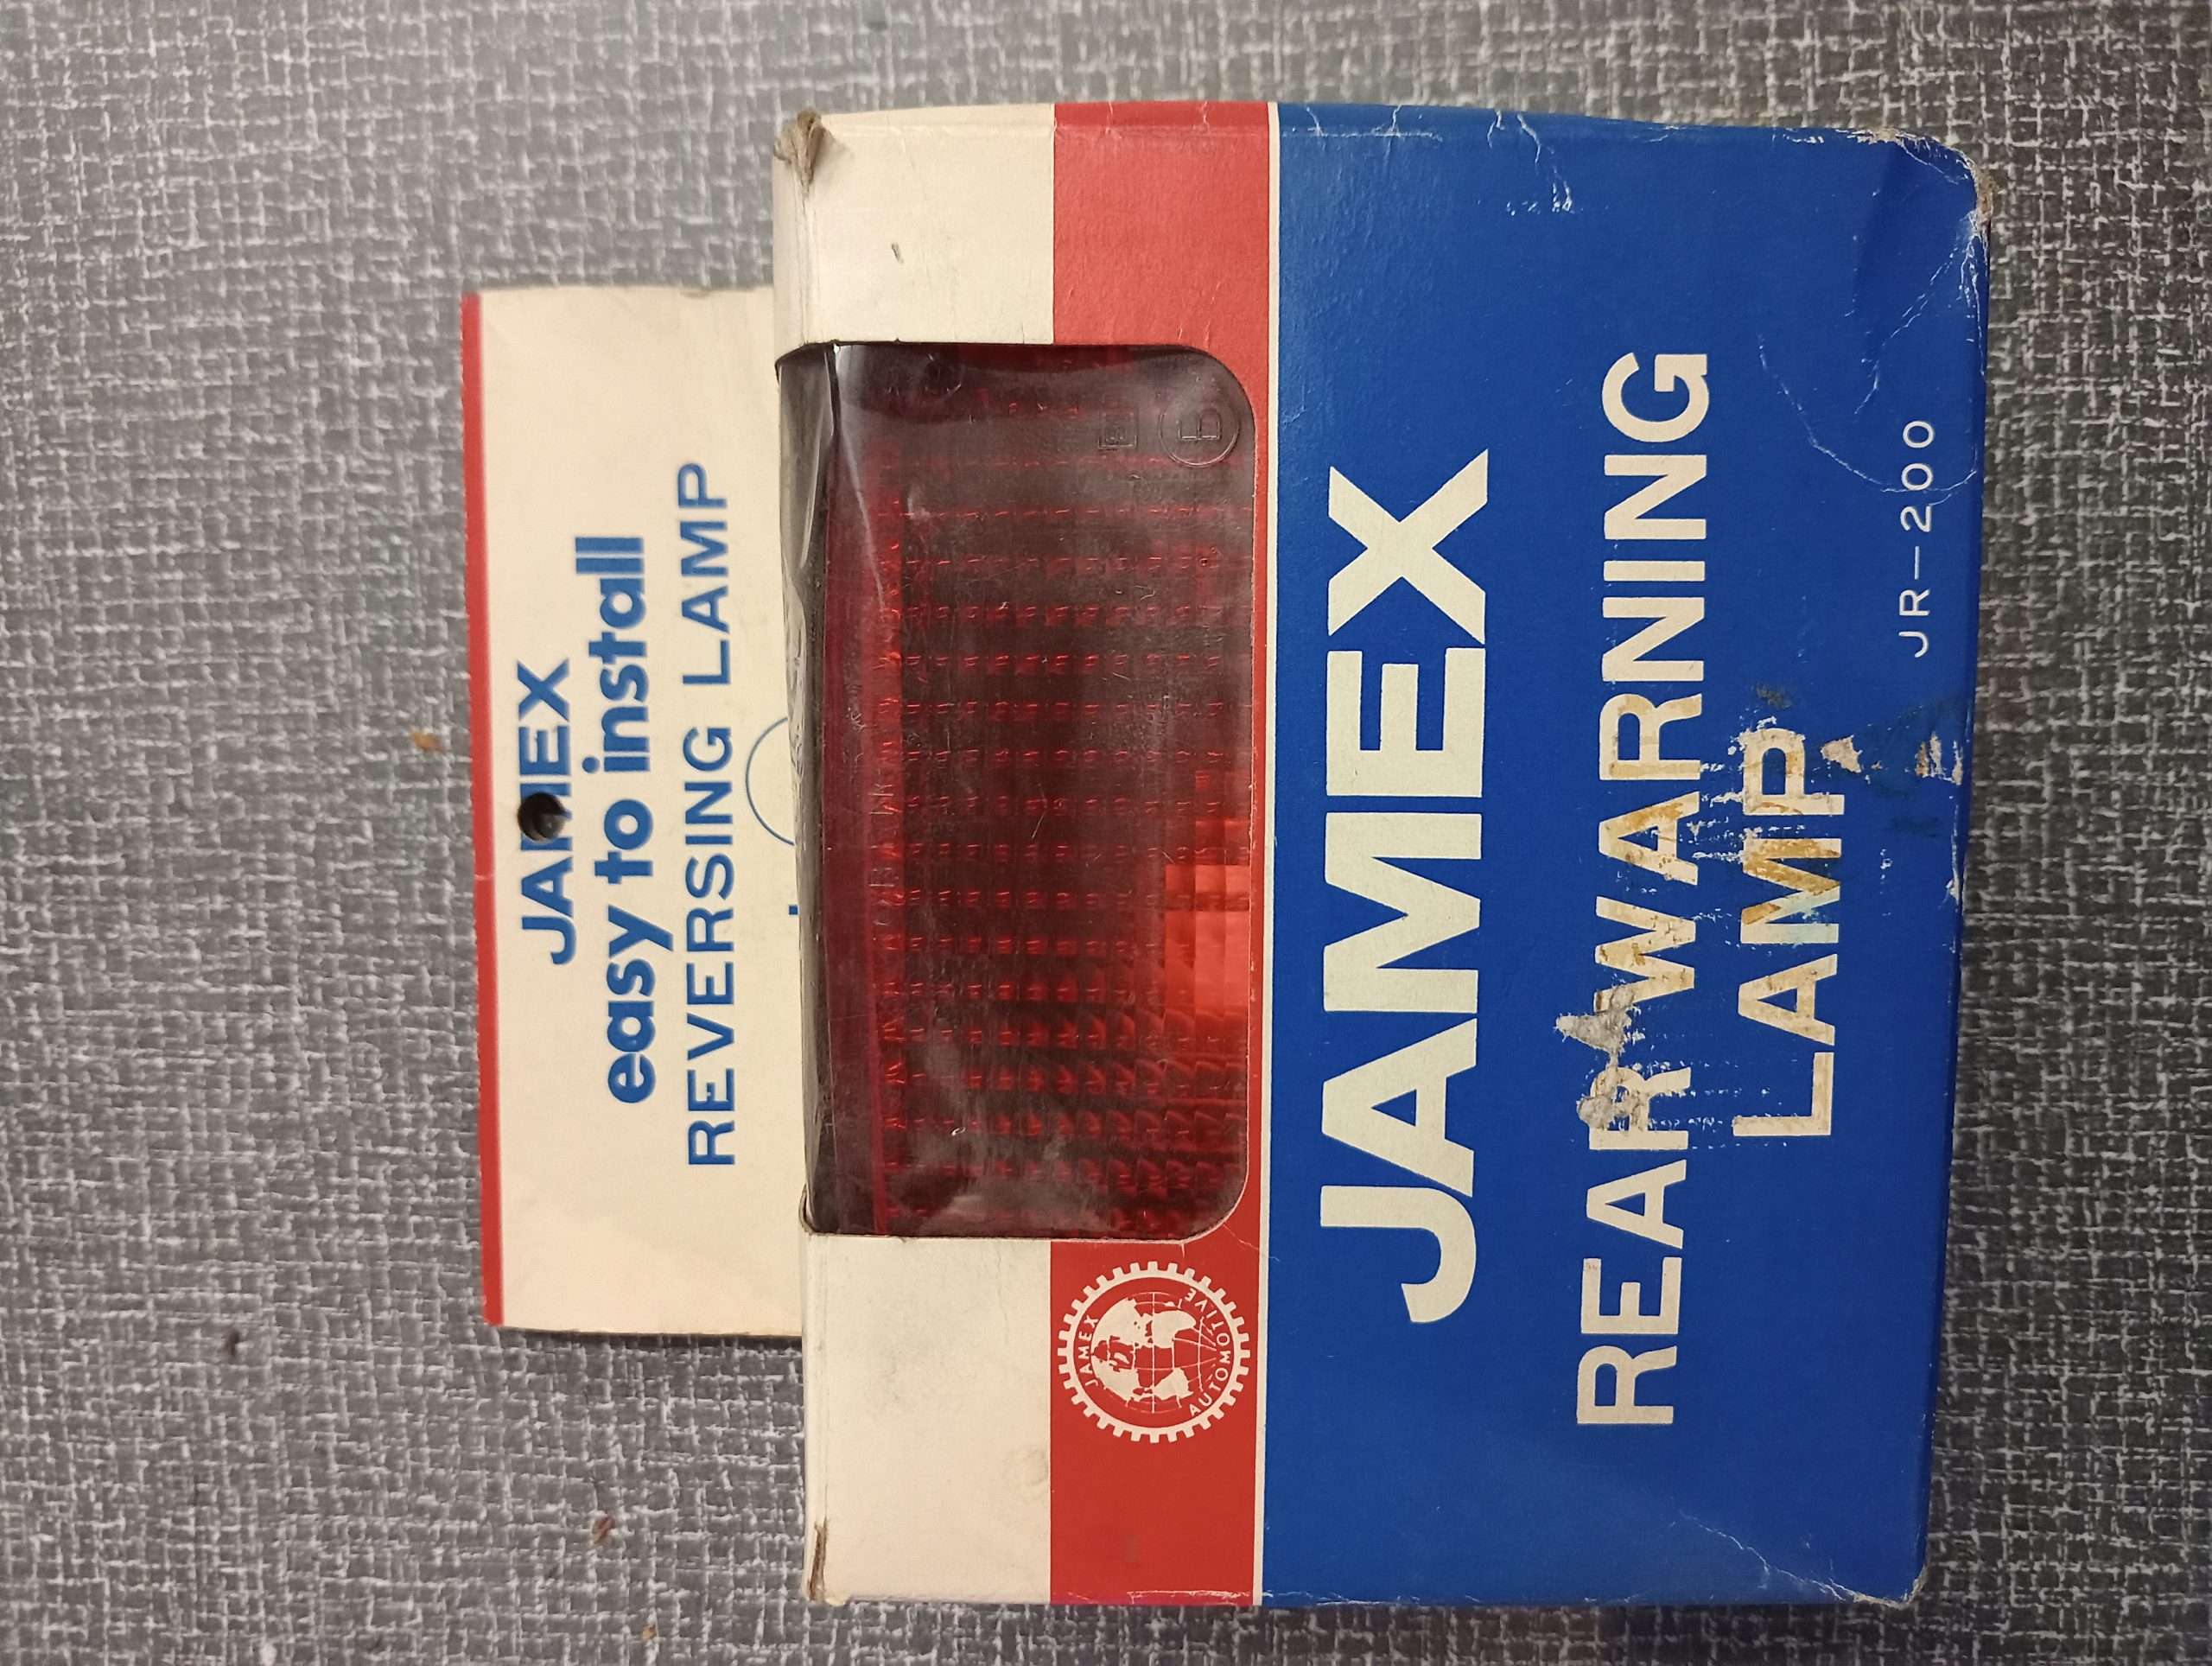 JAMEX
easy to install
REVERSING LAMP
JAMEX
AUTOMOTIVE
JAMEX
REAR WARNING
LAMP
JR-200